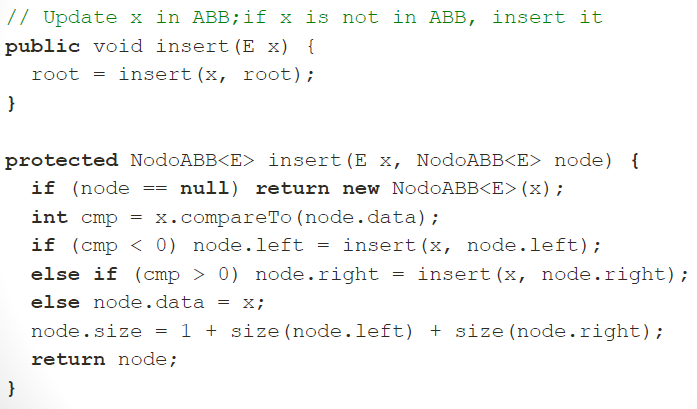 // Update x in ABB;if x is not in ABB, insert it
public void insert(E x) {
  root = insert(x, root);
}

protected NodoABB<E> insert(E x, NodoABB<E> node) {
  if (node == null) return new NodoABB<E>(x);
  int cmp = x.compareTo(node.data);
  if (cmp < 0) node.left = insert(x, node.left);
  else if (cmp > 0) node.right = insert(x, node.right);
  else node.data = x;
  node.size = 1 + size(node.left) + size(node.right);
  return node;
}